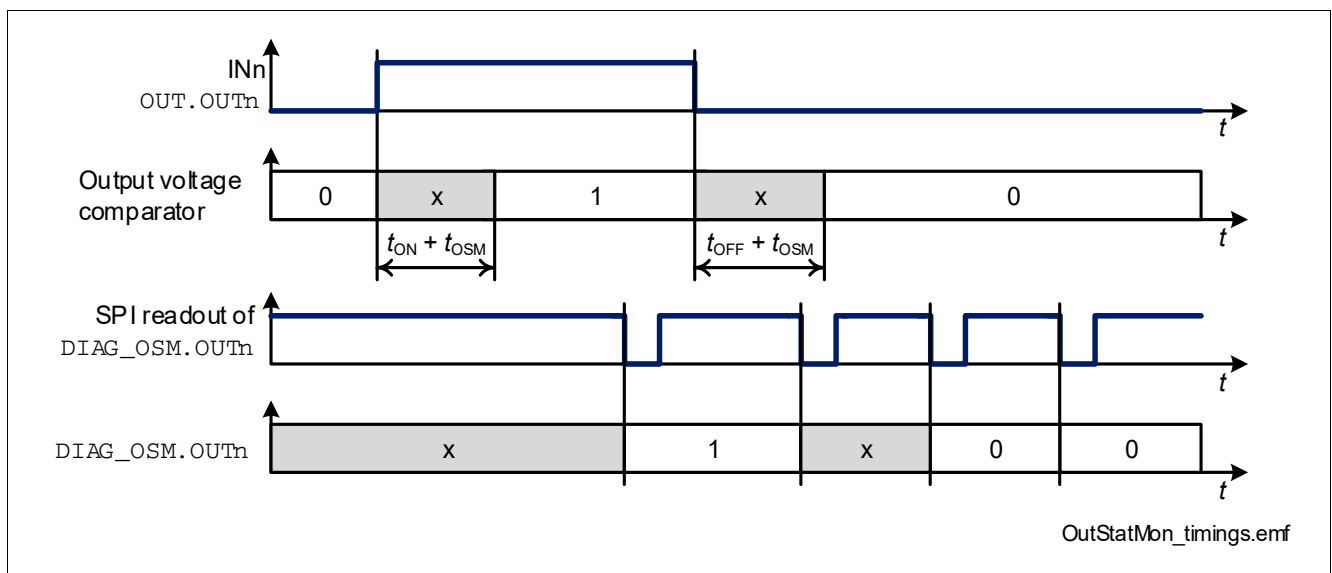 INn
OUT.OUTn
t
Output voltage
comparator
0 x 1 x 0
t
tON + tOSM tOFF + tOSM
SPI readout of
DIAG_OSM.OUTn
t
DIAG_OSM.OUTn
x 1 x 0 0
t
OutStatMon_timings.emf